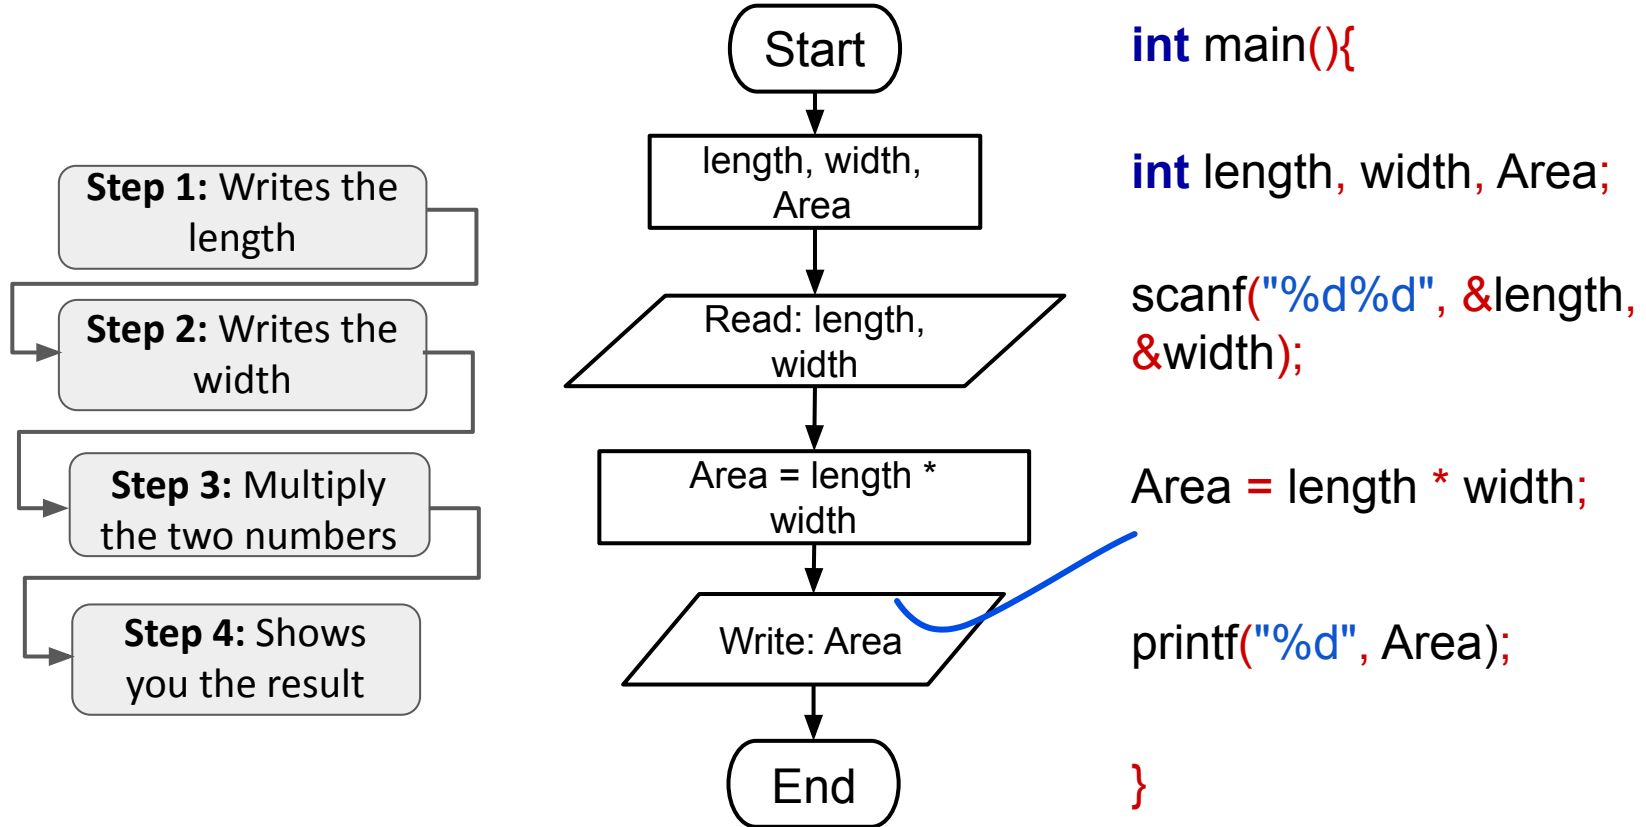 Step 1: Writes the
length
Step 2: Writes the
width
Step 3: Multiply
the two numbers
Step 4: Shows
you the result
Start
length, width,
Area
Read: length,
width
Area = length *
width
Write: Area
End
int main(){
int length, width, Area;
scanf("%d%d", &length,
&width);
Area = length * width;
printf("%d", Area);
}